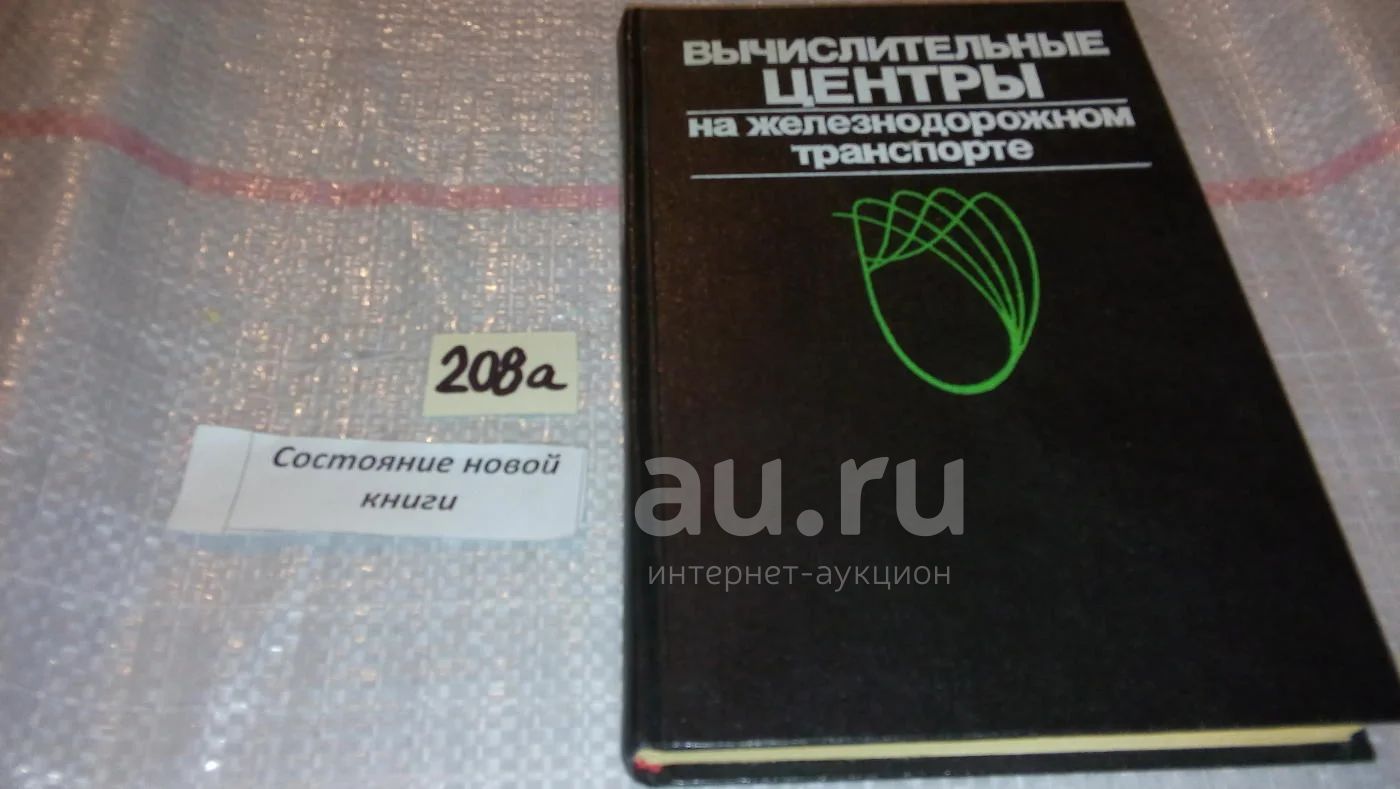 ВЫЧИСЛИТЕЛЬНЫЕ
ЦЕНТРЫ
на железнодорожном
транспорте
208а
Состояние новой
книги
au.ru
интернет-аукцион